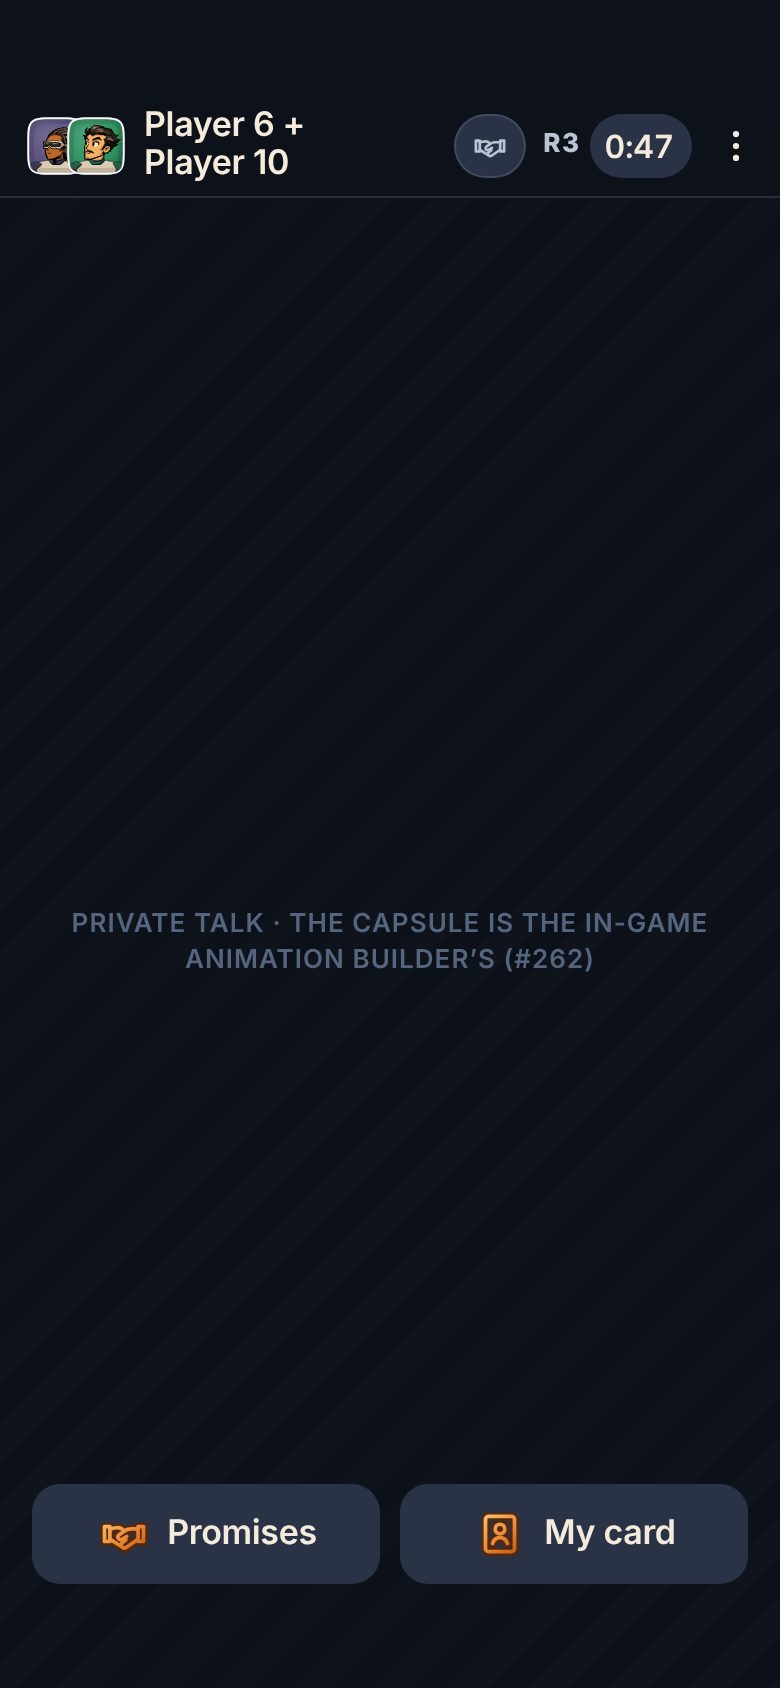 Player 6 +
Player 10
R3
0:47
PRIVATE TALK · THE CAPSULE IS THE IN-GAME
ANIMATION BUILDER’S (#262)
Promises
My card